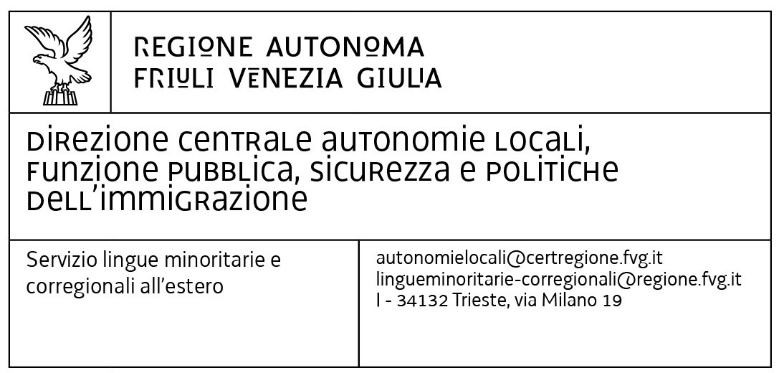 REGIONE AUTONOMA
FRIULI VENEZIA GIULIA
Direzione centrale autonomie locali,
funzione pubblica, sicurezza e politiche
dell'immigrazione
Servizio lingue minoritarie e
corregionali all'estero
autonomielocali@certregione.fvg.it
lingueminoritarie-corregionali@regione.fvg.it
I - 34132 Trieste, via Milano 19